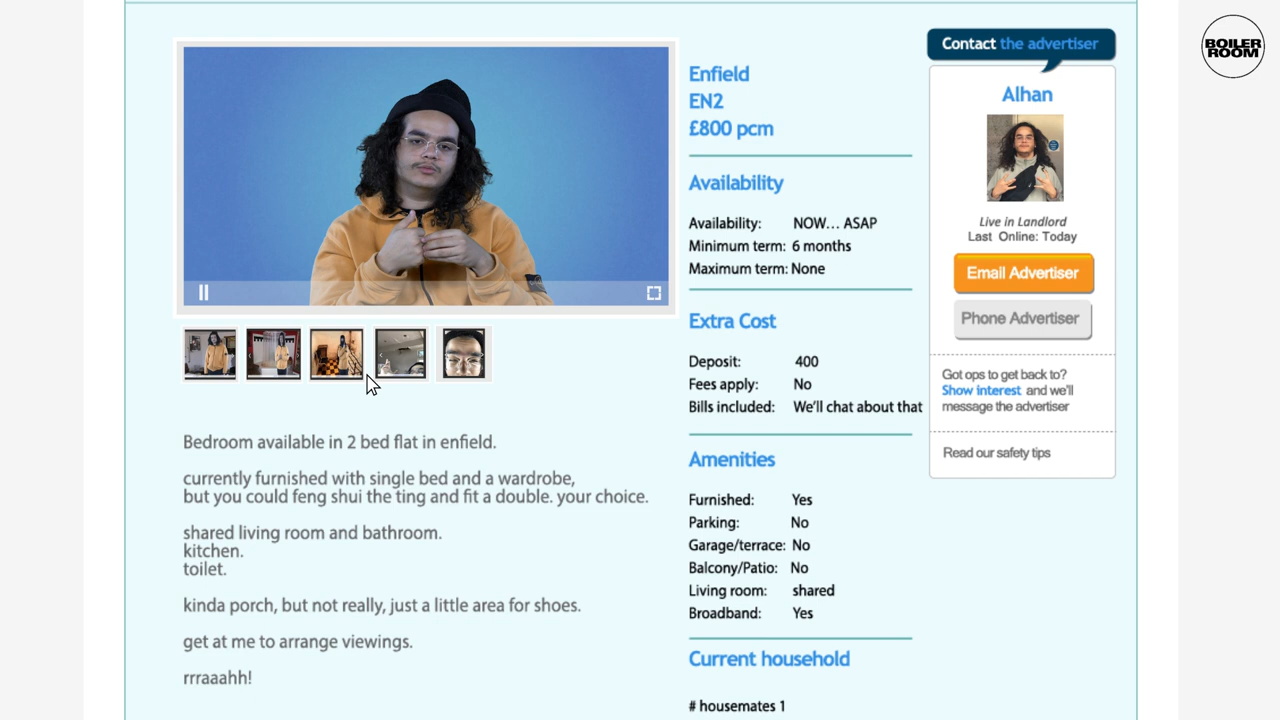 BOILER
ROOM
Contact the advertiser
Alhan
Live in Landlord
Last Online: Today
Email Advertiser
Phone Advertiser
Got ops to get back to?
Show interest and we'll
message the advertiser
Read our safety tips
Enfield
EN2
£800 pcm
Availability
Availability: NOW... ASAP
Minimum term: 6 months
Maximum term: None
Extra Cost
Deposit: 400
Fees apply: No
Bills included: We'll chat about that
Amenities
Furnished: Yes
Parking: No
Garage/terrace: No
Balcony/Patio: No
Living room: shared
Broadband: Yes
Current household
# housemates 1
Bedroom available in 2 bed flat in enfield.
currently furnished with single bed and a wardrobe,
but you could feng shui the ting and fit a double. your choice.
shared living room and bathroom.
kitchen.
toilet.
kinda porch, but not really, just a little area for shoes.
get at me to arrange viewings.
rrraaahh!